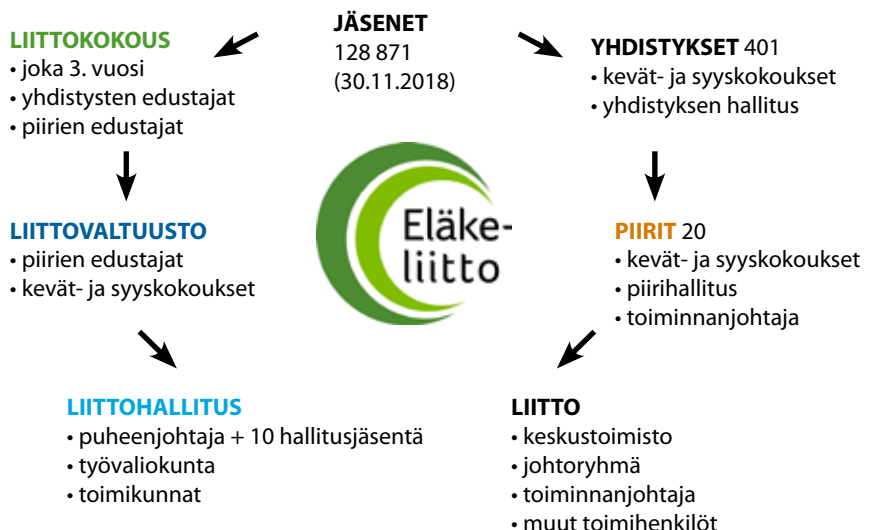 JÄSENET
128 871
(30.11.2018)
LIITTOKOKOUS
• joka 3. vuosi
• yhdistysten edustajat
• piirien edustajat
YHDISTYKSET 401
• kevät- ja syyskokoukset
• yhdistyksen hallitus
Eläke-
liitto
LIITTOVALTUUSTO
• piirien edustajat
• kevät- ja syyskokoukset
PIIRIT 20
• kevät- ja syyskokoukset
• piirihallitus
• toiminnanjohtaja
LIITTOHALLITUS
• puheenjohtaja + 10 hallitusjäsentä
• työvaliokunta
• toimikunnat
LIITTO
• keskustoimisto
• johtoryhmä
• toiminnanjohtaja
• muut toimihenkilöt